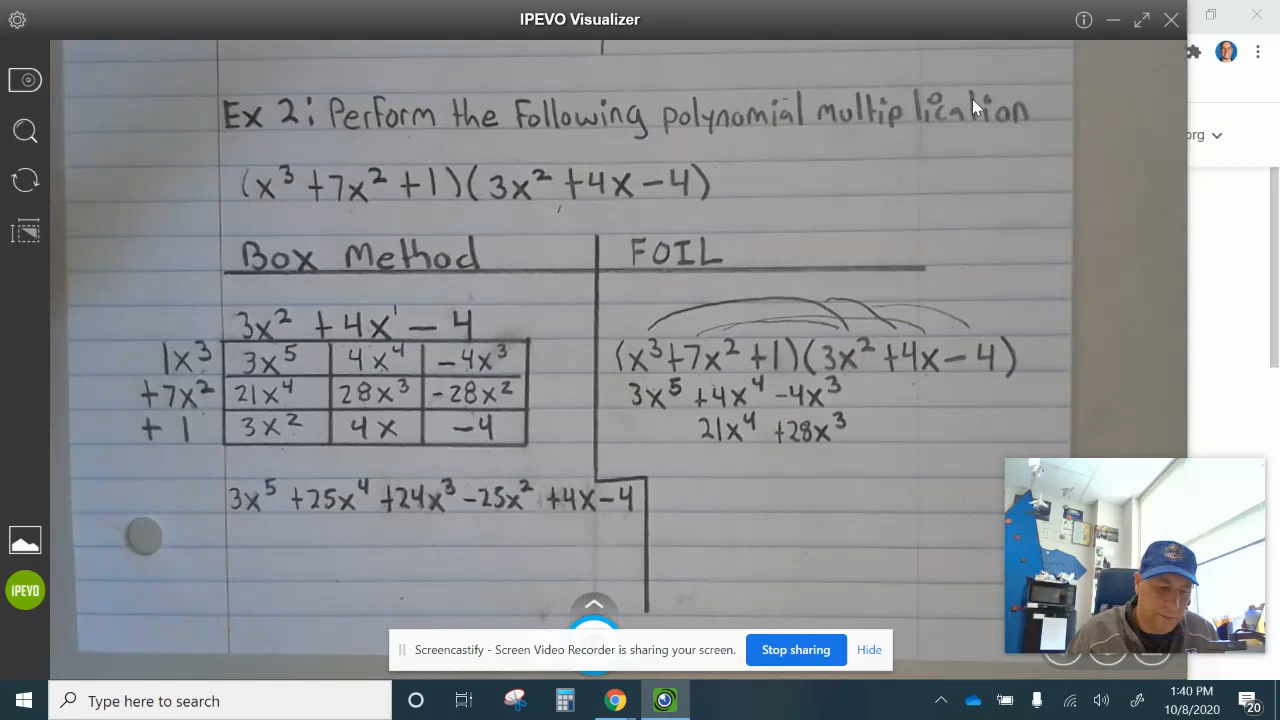 IPEVO Visualizer
Ex 2: Perform the Following polynomial multiplication
(x³ +7x² +1)(3x² +4x -4)
Box Method
FOIL
3x² +4x¹ - 4
1x³ 3x⁵ 4x⁴ -4x³
+7x² 21x⁴ 28x³ -28x²
+ 1 3x² 4x -4
3x⁵ +25x⁴ +24x³ -25x² +4x -4
(x³+7x² +1)(3x² +4x -4)
3x⁵ +4x⁴ -4x³
21x⁴ +28x³
org
IPEVO
Screencastify - Screen Video Recorder is sharing your screen.
Stop sharing
Hide
Type here to search
1:40 PM
10/8/2020
20